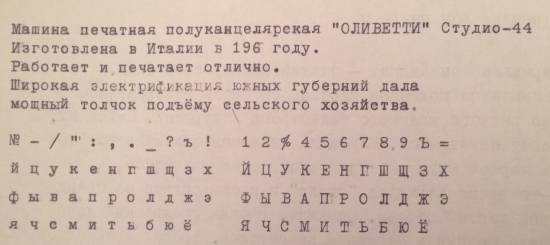 Машина печатная полуканцелярская "ОЛИВЕТТИ" Студио-44
Изготовлена в Италии в 196 году.
Работает и печатает отлично.
Широкая электрификация южных губерний дала
мощный толчок подъёму сельского хозяйства.
№ - / " : , . _ ? ъ ! 1 2 % 4 5 6 7 8 9 Ъ =
й ц у к е н г ш щ з х Й Ц У К Е Н Г Ш Щ З Х
ф ы в а п р о л д ж э Ф Ы В А П Р О Л Д Ж Э
я ч с м и т ь б ю ё Я Ч С М И Т Ь Б Ю Ё